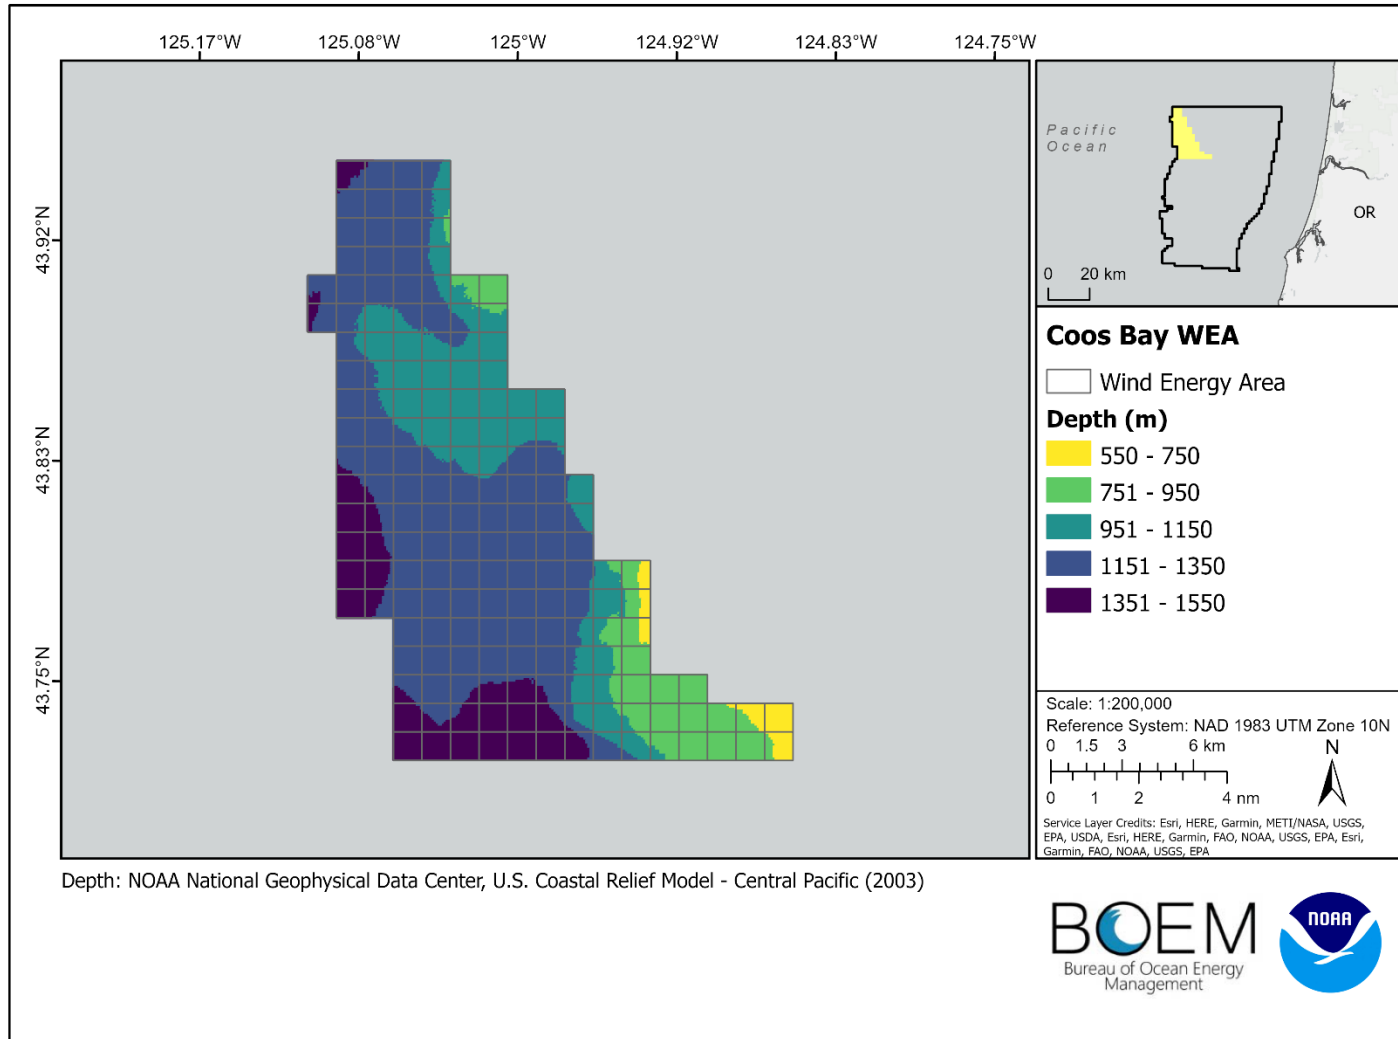 125.17°W 125.08°W 125°W 124.92°W 124.83°W 124.75°W
43.92°N
43.83°N
43.75°N
Pacific
Ocean
OR
0 20 km
Coos Bay WEA
Wind Energy Area
Depth (m)
550 - 750
751 - 950
951 - 1150
1151 - 1350
1351 - 1550
Scale: 1:200,000
Reference System: NAD 1983 UTM Zone 10N
0 1.5 3 6 km
N
0 1 2 4 nm
Service Layer Credits: Esri, HERE, Garmin, METI/NASA, USGS,
EPA, USDA, Esri, HERE, Garmin, FAO, NOAA, USGS, EPA, Esri,
Garmin, FAO, NOAA, USGS, EPA
Depth: NOAA National Geophysical Data Center, U.S. Coastal Relief Model - Central Pacific (2003)
BOEM
Bureau of Ocean Energy
Management
NOAA